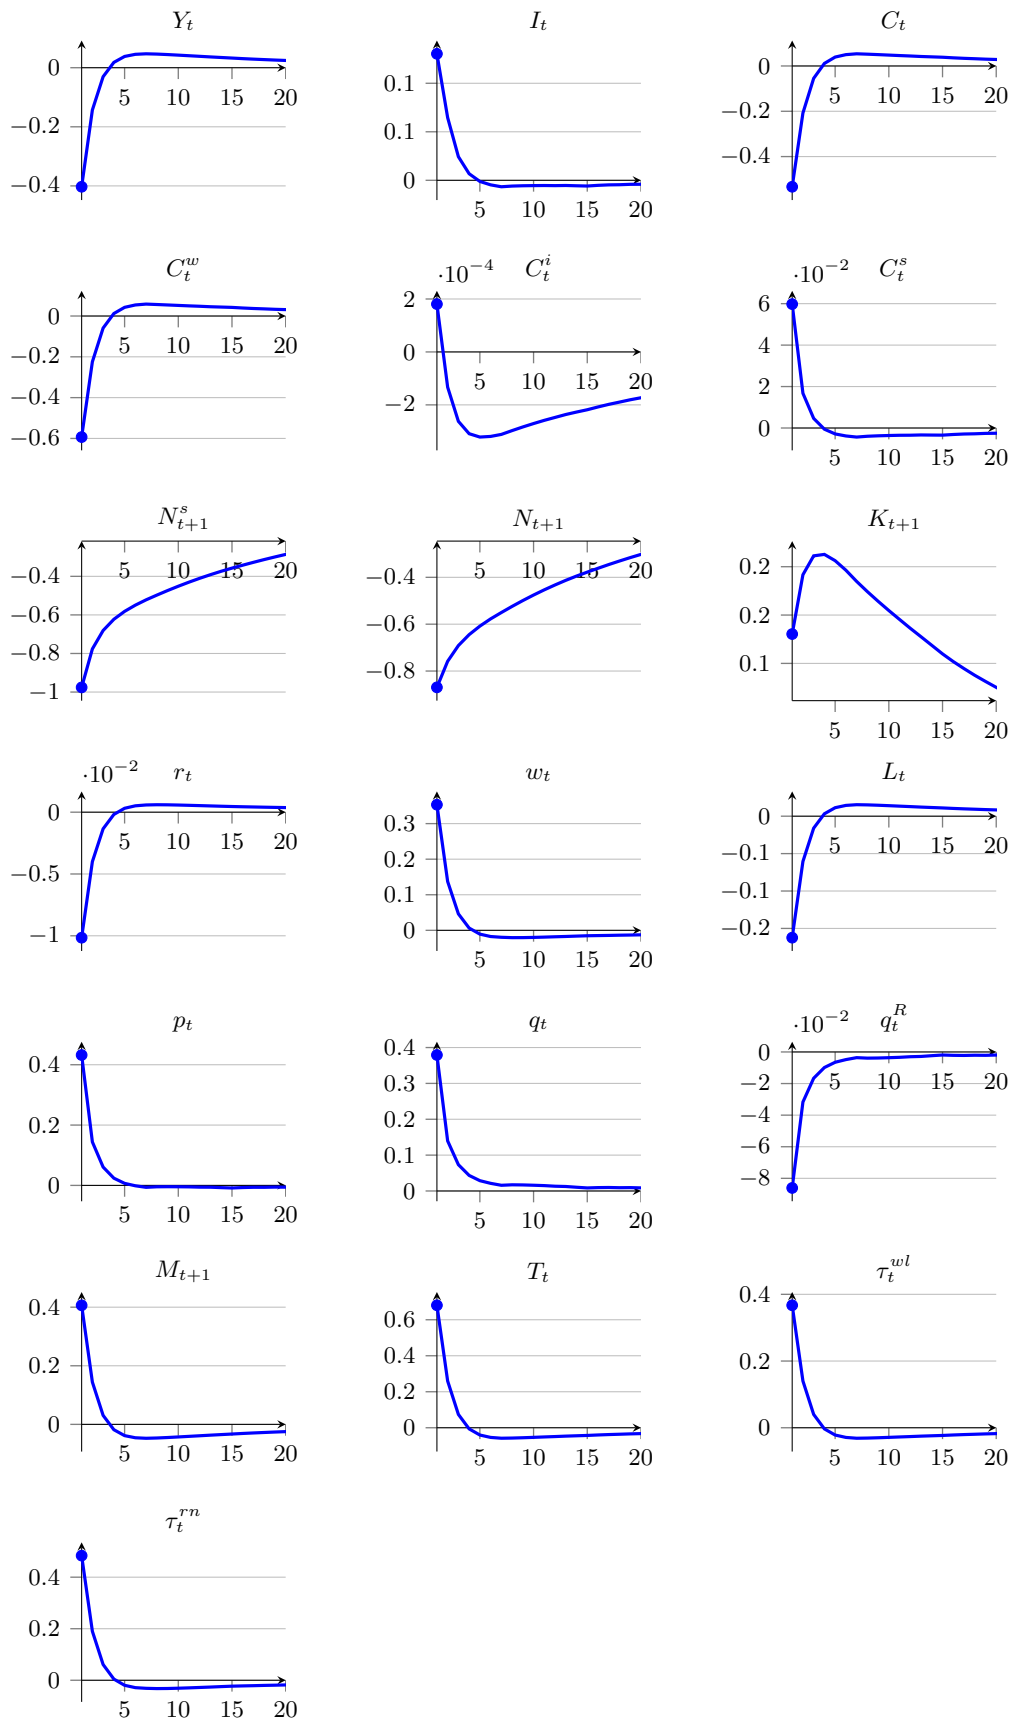 Y_t
0
−0.2
−0.4
5 10 15 20
I_t
0.1
0.1
0
5 10 15 20
C_t
0
−0.2
−0.4
5 10 15 20
C_t^w
0
−0.2
−0.4
−0.6
5 10 15 20
·10^−4 C_t^i
2
0
−2
5 10 15 20
·10^−2 C_t^s
6
4
2
0
5 10 15 20
N_{t+1}^s
5 10 15 20
−0.4
−0.6
−0.8
−1
N_{t+1}
5 10 15 20
−0.4
−0.6
−0.8
K_{t+1}
0.2
0.2
0.1
5 10 15 20
·10^−2 r_t
0
−0.5
−1
5 10 15 20
w_t
0.3
0.2
0.1
0
5 10 15 20
L_t
0
−0.1
−0.1
−0.2
5 10 15 20
p_t
0.4
0.2
0
5 10 15 20
q_t
0.4
0.3
0.2
0.1
0
5 10 15 20
·10^−2 q_t^R
0
−2
−4
−6
−8
5 10 15 20
M_{t+1}
0.4
0.2
0
5 10 15 20
T_t
0.6
0.4
0.2
0
5 10 15 20
τ_t^{wl}
0.4
0.2
0
5 10 15 20
τ_t^{rn}
0.4
0.2
0
5 10 15 20